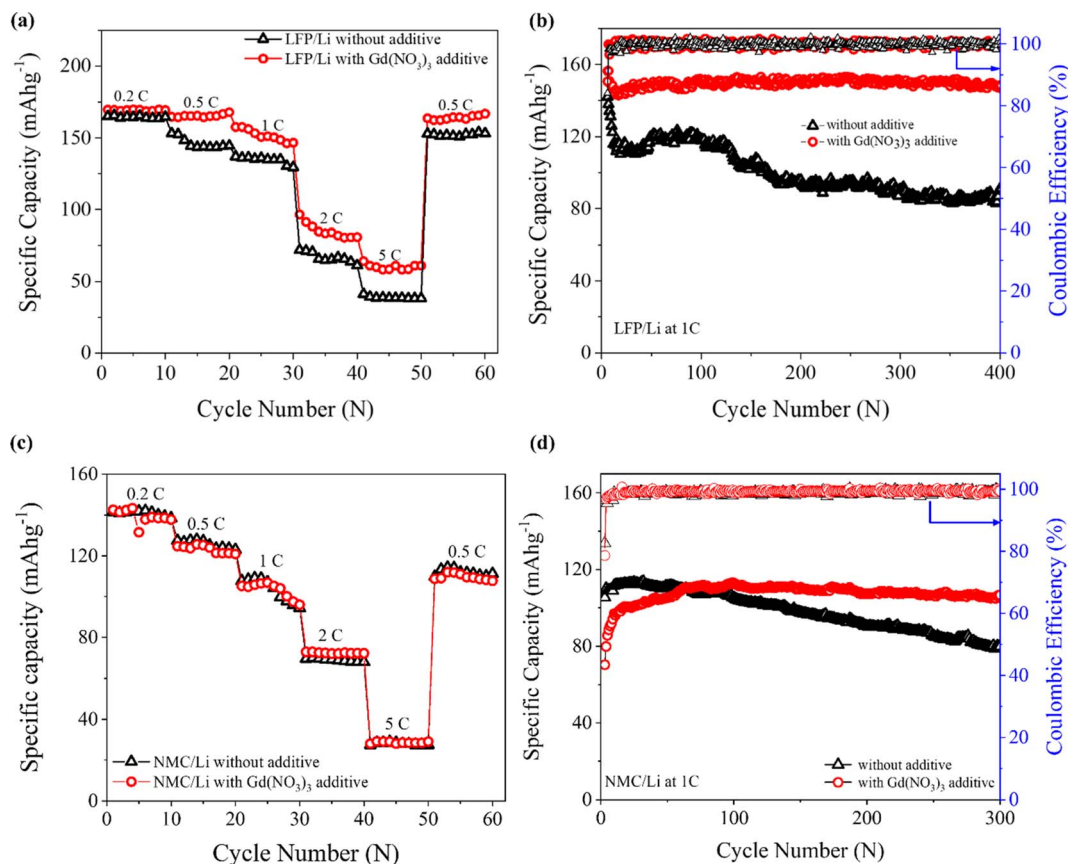 (a)
LFP/Li without additive
LFP/Li with Gd(NO3)3 additive
0.2 C
0.5 C
1 C
2 C
5 C
0.5 C
200
150
100
50
0
0
10
20
30
40
50
60
Specific Capacity (mAhg-1)
Cycle Number (N)
(b)
without additive
with Gd(NO3)3 additive
LFP/Li at 1C
160
120
80
40
0
100
80
60
40
20
0
0
100
200
300
400
Specific Capacity (mAhg-1)
Coulombic Efficiency (%)
Cycle Number (N)
(c)
0.2 C
0.5 C
1 C
2 C
5 C
0.5 C
NMC/Li without additive
NMC/Li with Gd(NO3)3 additive
160
120
80
40
0
0
10
20
30
40
50
60
Specific capacity (mAhg-1)
Cycle Number (N)
(d)
without additive
with Gd(NO3)3 additive
NMC/Li at 1C
160
120
80
40
0
100
80
60
40
20
0
0
100
200
300
Specific Capacity (mAhg-1)
Coulombic Efficiency (%)
Cycle Number (N)